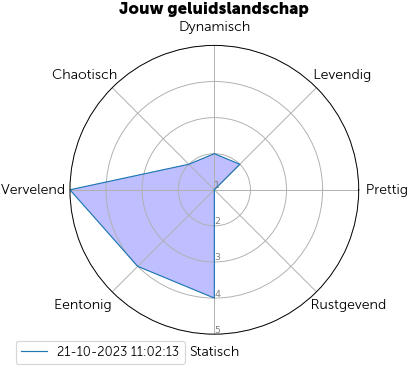 Jouw geluidslandschap
Dynamisch
Chaotisch
Levendig
Vervelend
1
Prettig
2
3
Eentonig
4
Rustgevend
5
21-10-2023 11:02:13
Statisch